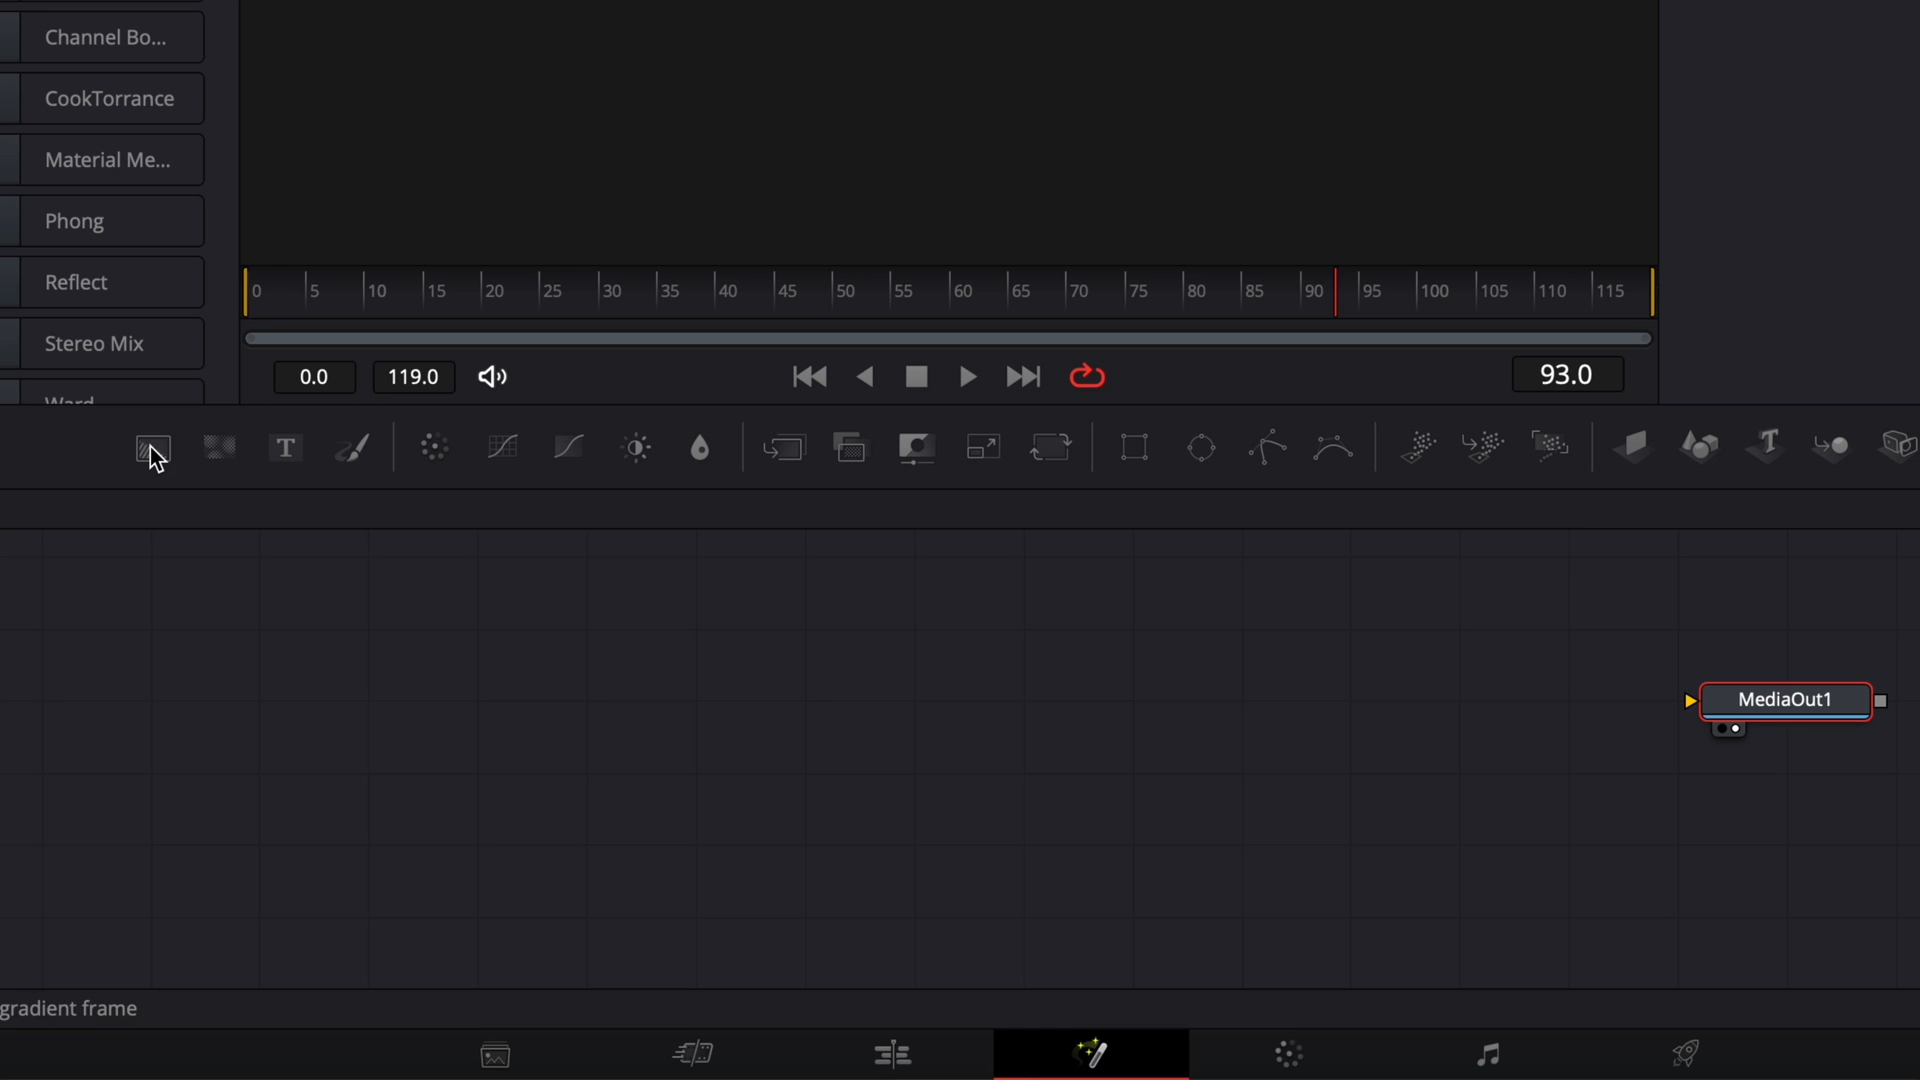 Channel Bo...
CookTorrance
Material Me...
Phong
Reflect
Stereo Mix
Ward
0 5 10 15 20 25 30 35 40 45 50 55 60 65 70 75 80 85 90 95 100 105 110 115
0.0 119.0 93.0
T
T
MediaOut1
gradient frame